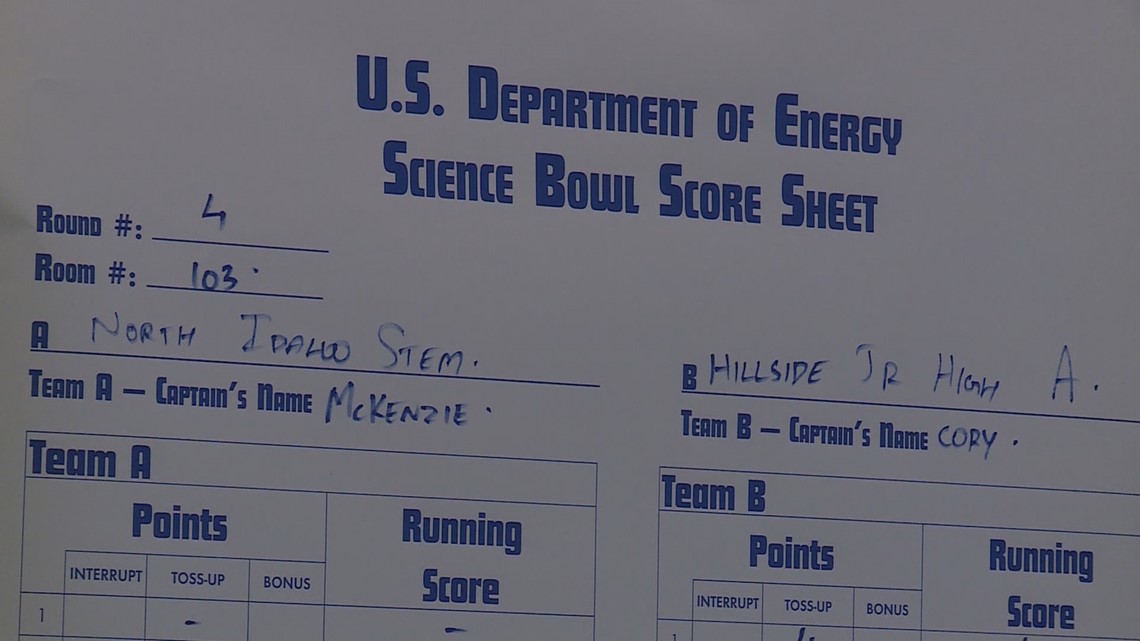 U.S. DEPARTMENT OF ENERGY
SCIENCE BOWL SCORE SHEET
ROUND #: 4
ROOM #: 103.
A NORTH IDAHO STEM.
TEAM A – CAPTAIN'S NAME MCKENZIE.
B HILLSIDE JR HIGH A.
TEAM B – CAPTAIN'S NAME CORY.
Team A
Points
Running
Score
INTERRUPT TOSS-UP BONUS
1 - -
Team B
Points
Running
Score
INTERRUPT TOSS-UP BONUS
1